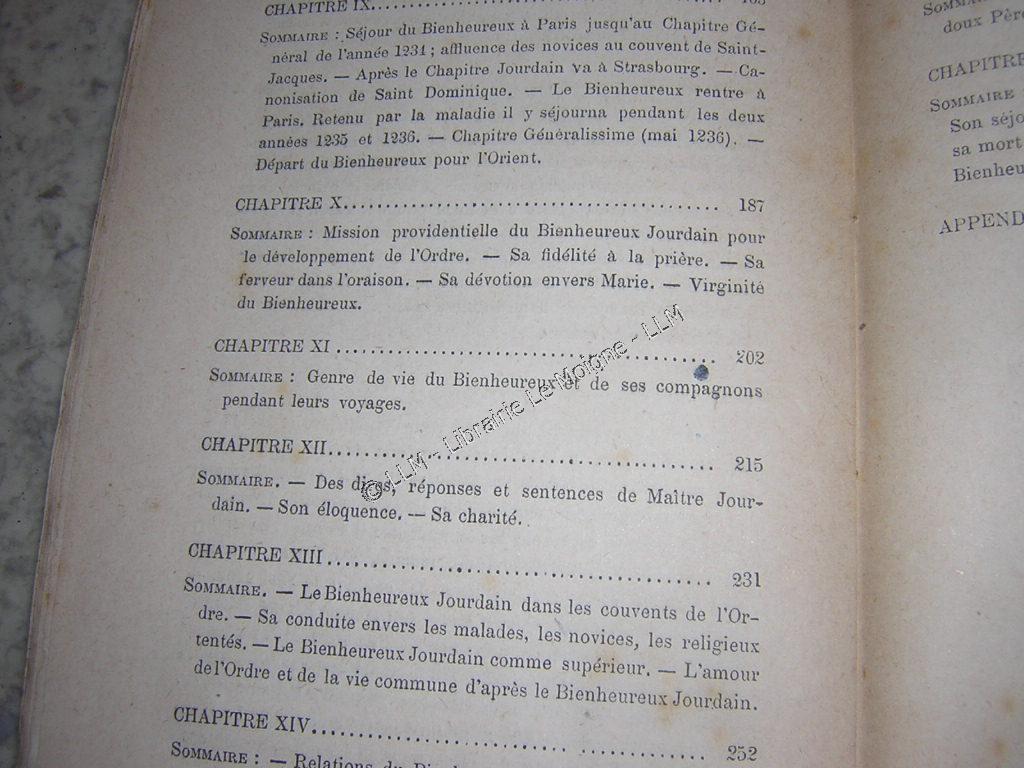 CHAPITRE IX
SOMMAIRE : Séjour du Bienheureux à Paris jusqu'au Chapitre Gé-
néral de l'année 1231 ; affluence des novices au couvent de Saint-
Jacques. — Après le Chapitre Jourdain va à Strasbourg. — Ca-
nonisation de Saint Dominique. — Le Bienheureux rentre à
Paris. Retenu par la maladie il y séjourna pendant les deux
années 1235 et 1236. — Chapitre Généralissime (mai 1236). —
Départ du Bienheureux pour l'Orient.
CHAPITRE X........................................ 187
SOMMAIRE : Mission providentielle du Bienheureux Jourdain pour
le développement de l'Ordre. — Sa fidélité à la prière. — Sa
ferveur dans l'oraison. — Sa dévotion envers Marie. — Virginité
du Bienheureux.
CHAPITRE XI ........................................ 202
SOMMAIRE : Genre de vie du Bienheureux et de ses compagnons
pendant leurs voyages.
CHAPITRE XII........................................ 215
SOMMAIRE. — Des dires, réponses et sentences de Maître Jour-
dain. — Son éloquence. — Sa charité.
CHAPITRE XIII........................................ 231
SOMMAIRE. — Le Bienheureux Jourdain dans les couvents de l'Or-
dre. — Sa conduite envers les malades, les novices, les religieux
tentés. — Le Bienheureux Jourdain comme supérieur. — L'amour
de l'Ordre et de la vie commune d'après le Bienheureux Jourdain.
CHAPITRE XIV........................................ 252
SOMMAIRE : — Relations du
© LLM - Librairie Le Moigne - LLM
doux Père
CHAPITRE
SOMMAIRE
Son séjo
sa mort
Bienheu
APPEND